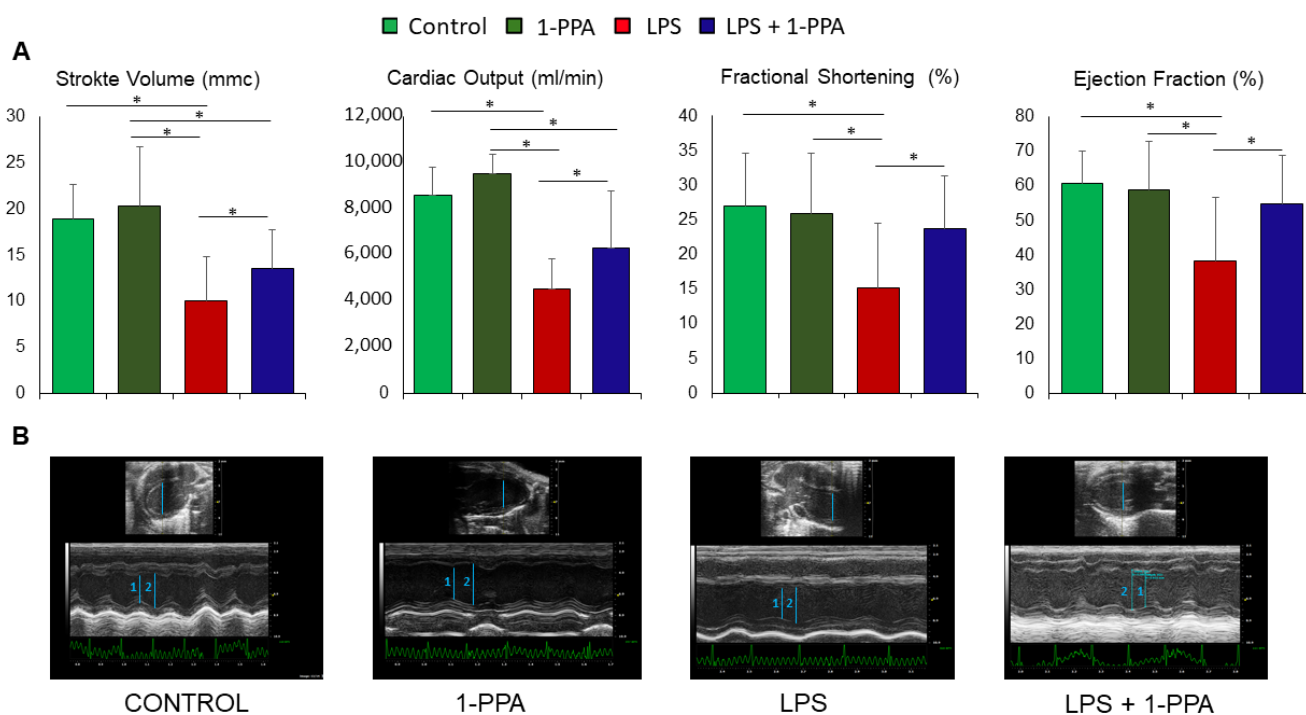 Control 1-PPA LPS LPS + 1-PPA
A
Strokte Volume (mmc)
Cardiac Output (ml/min)
Fractional Shortening (%)
Ejection Fraction (%)
* * * *
30
25
20
15
10
5
0
* * * *
12,000
10,000
8,000
6,000
4,000
2,000
0
* * *
40
35
30
25
20
15
10
5
0
* * *
80
70
60
50
40
30
20
10
0
B
1 2
1 2
1 2
2 1
CONTROL
1-PPA
LPS
LPS + 1-PPA